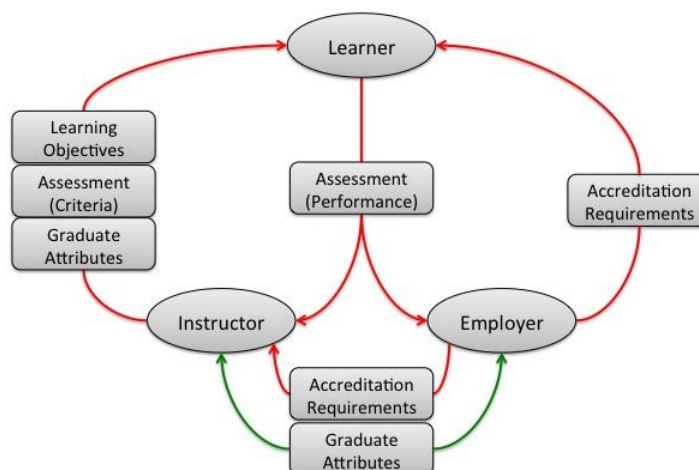 Learner
Learning
Objectives
Assessment
(Criteria)
Graduate
Attributes
Assessment
(Performance)
Accreditation
Requirements
Instructor
Employer
Accreditation
Requirements
Graduate
Attributes